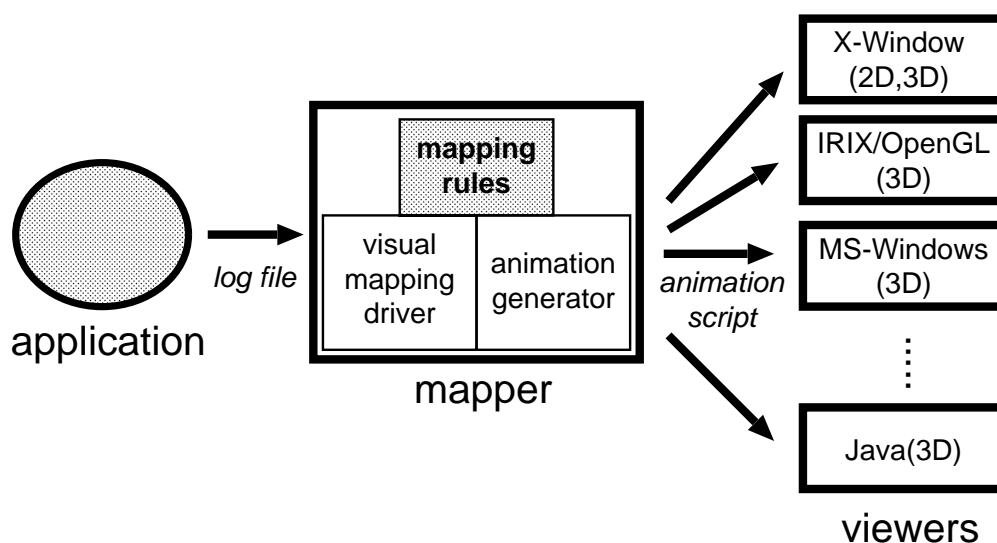 application
log file
mapping
rules
visual
mapping
driver
animation
generator
mapper
animation
script
X-Window
(2D,3D)
IRIX/OpenGL
(3D)
MS-Windows
(3D)
Java(3D)
viewers